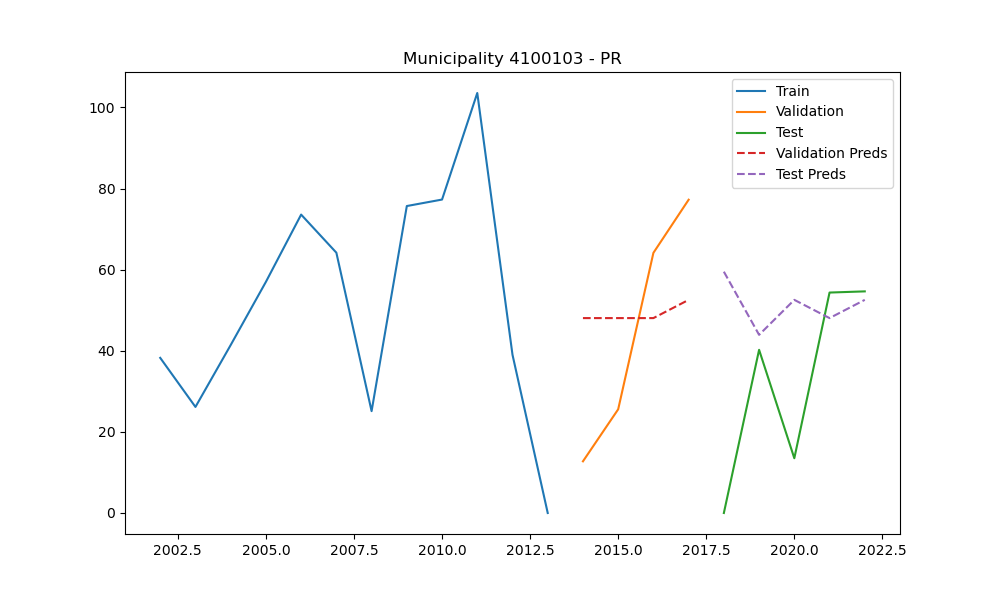 Municipality 4100103 - PR
Train
Validation
Test
Validation Preds
Test Preds
100
80
60
40
20
0
2002.5 2005.0 2007.5 2010.0 2012.5 2015.0 2017.5 2020.0 2022.5